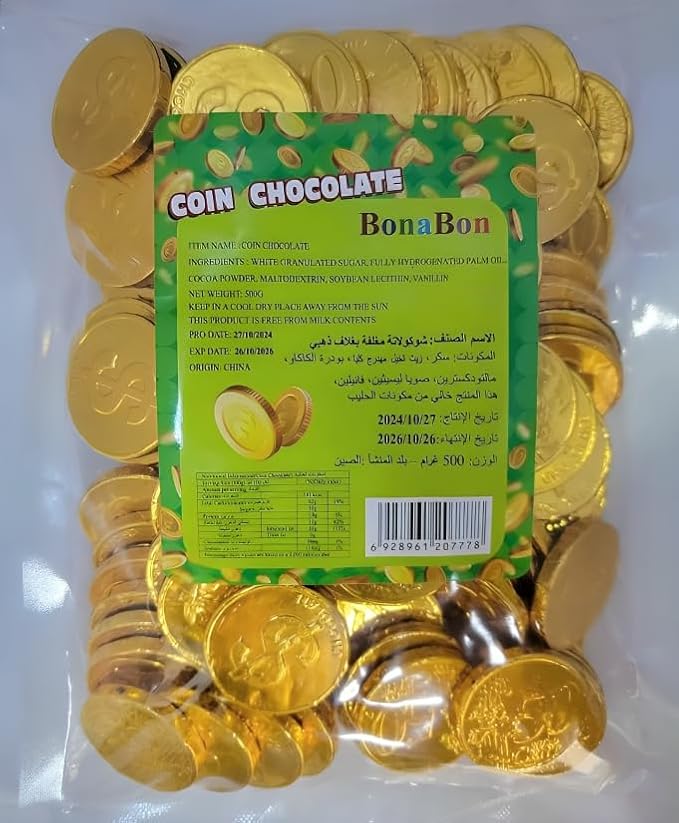 COIN CHOCOLATE
BonaBon
ITEM NAME : COIN CHOCOLATE
INGREDIENTS : WHITE GRANULATED SUGAR, FULLY HYDROGENATED PALM OIL,
COCOA POWDER, MALTODEXTRIN, SOYBEAN LECITHIN, VANILLIN
NET WEIGHT: 500G
KEEP IN A COOL DRY PLACE AWAY FROM THE SUN
THIS PRODUCT IS FREE FROM MILK CONTENTS
PRO DATE: 27/10/2024
EXP DATE: 26/10/2026
ORIGIN: CHINA
الاسم الصنف: شوكولاتة مغلفة بغلاف ذهبي
المكونات: سكر، زيت نخيل مهدرج كليا، بودرة الكاكاو،
مالتودكسترين، صويا ليسيثين، فانيلين،
هذا المنتج خالي من مكونات الحليب
تاريخ الإنتاج: 2024/10/27
تاريخ الإنتهاء: 2026/10/26
الوزن: 500 غرام – بلد المنشأ :الصين
6 928961 207778